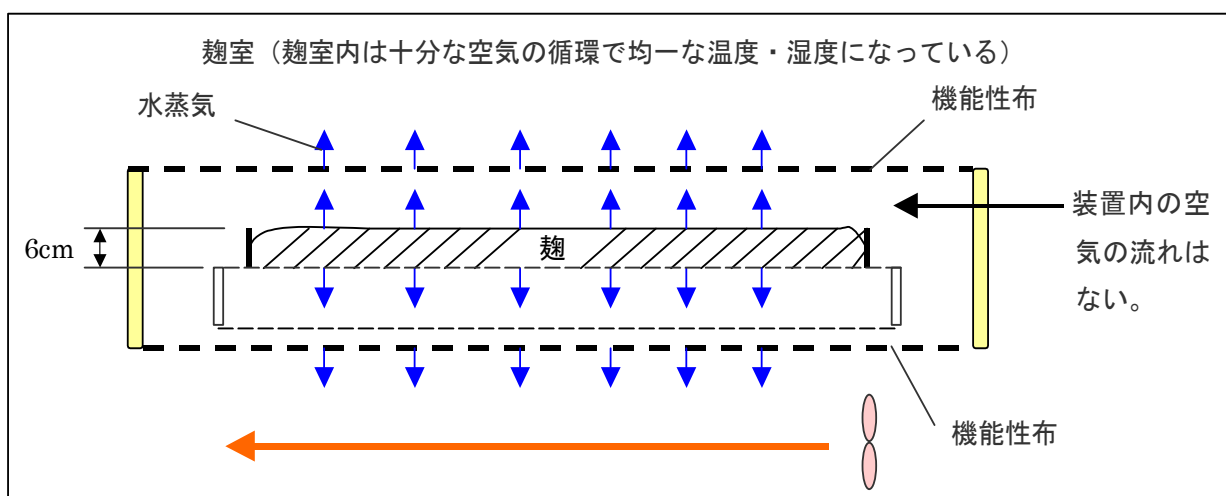 麹室（麹室内は十分な空気の循環で均一な温度・湿度になっている）
水蒸気
機能性布
装置内の空
気の流れは
ない。
6cm
麹
機能性布